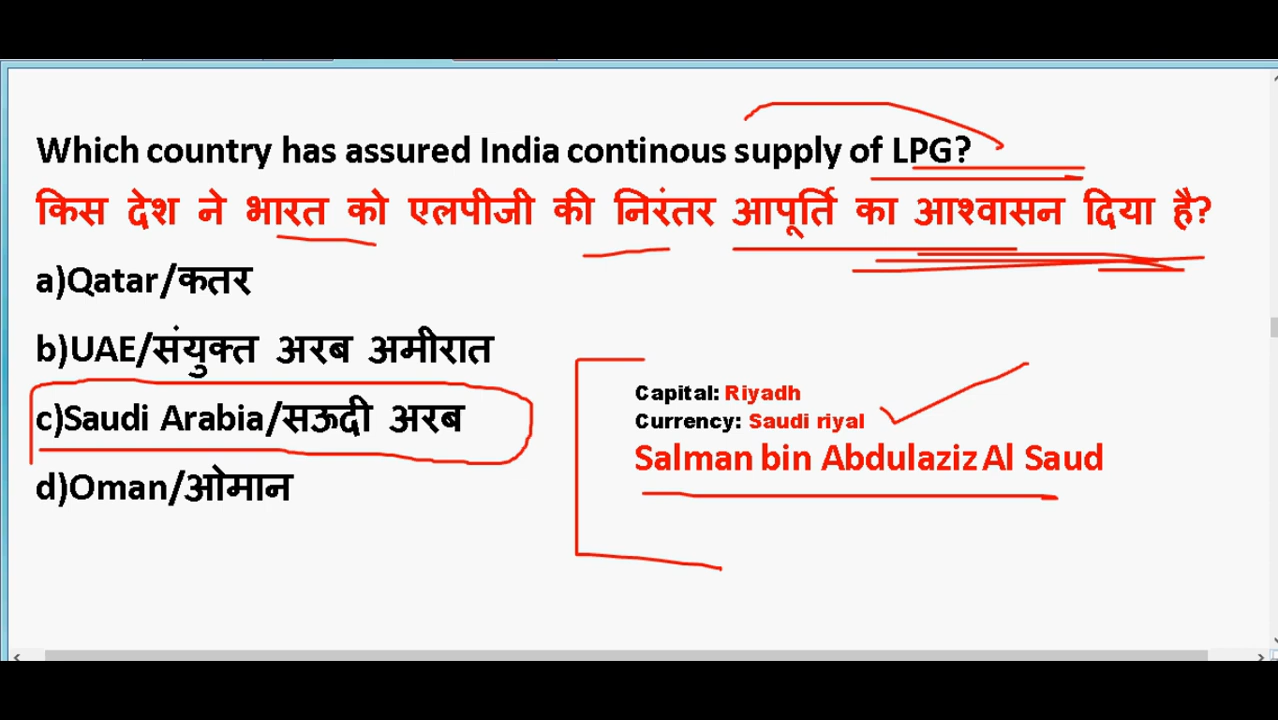 Which country has assured India continous supply of LPG?
किस देश ने भारत को एलपीजी की निरंतर आपूर्ति का आश्वासन दिया है?
a)Qatar/कतर
b)UAE/संयुक्त अरब अमीरात
c)Saudi Arabia/सऊदी अरब
d)Oman/ओमान
Capital: Riyadh
Currency: Saudi riyal
Salman bin Abdulaziz Al Saud